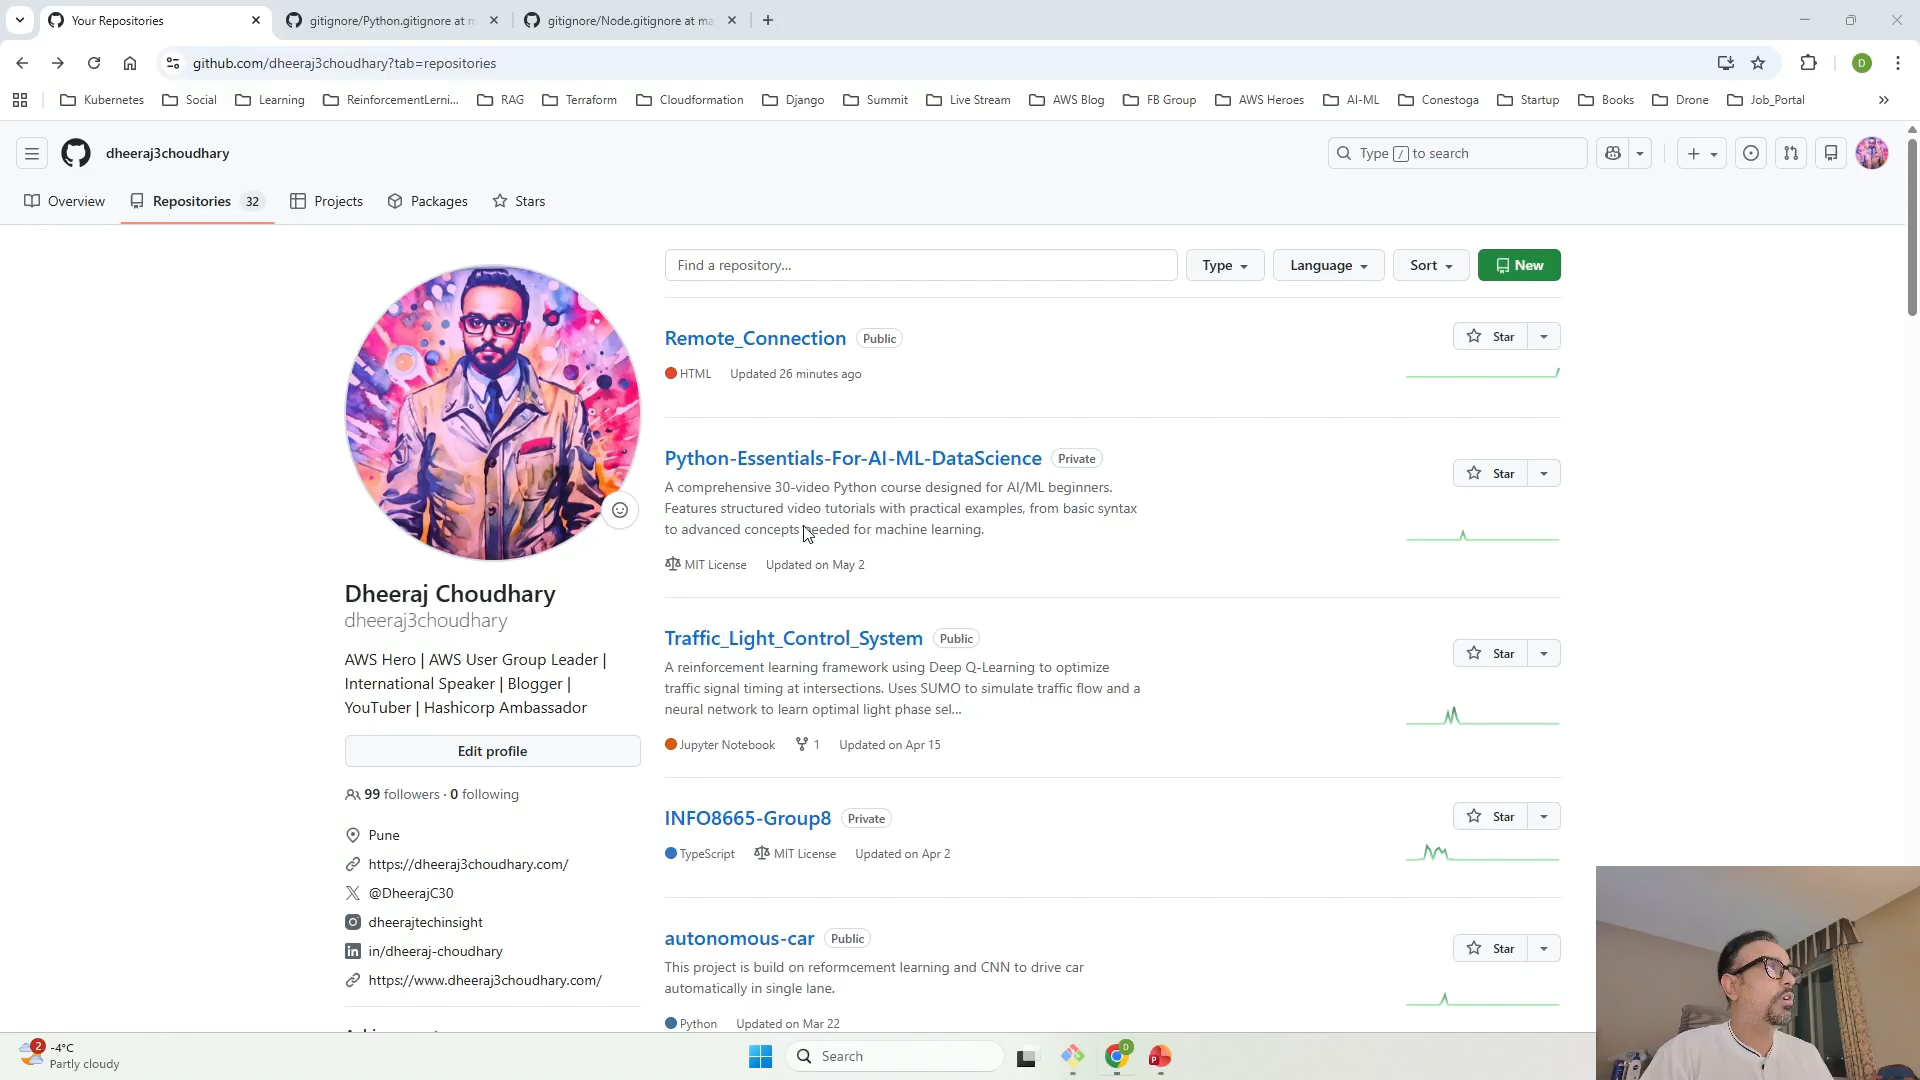 Your Repositories
gitignore/Python.gitignore at m
gitignore/Node.gitignore at ma
github.com/dheeraj3choudhary?tab=repositories
D
Kubernetes
Social
Learning
ReinforcementLerni...
RAG
Terraform
Cloudformation
Django
Summit
Live Stream
AWS Blog
FB Group
AWS Heroes
AI-ML
Conestoga
Startup
Books
Drone
Job_Portal
dheeraj3choudhary
Type / to search
Overview
Repositories 32
Projects
Packages
Stars
Find a repository...
Type
Language
Sort
New
Remote_Connection Public
Star
HTML Updated 26 minutes ago
Python-Essentials-For-AI-ML-DataScience Private
Star
A comprehensive 30-video Python course designed for AI/ML beginners.
Features structured video tutorials with practical examples, from basic syntax
to advanced concepts needed for machine learning.
MIT License Updated on May 2
Traffic_Light_Control_System Public
Star
A reinforcement learning framework using Deep Q-Learning to optimize
traffic signal timing at intersections. Uses SUMO to simulate traffic flow and a
neural network to learn optimal light phase sel...
Jupyter Notebook 1 Updated on Apr 15
INFO8665-Group8 Private
Star
TypeScript MIT License Updated on Apr 2
autonomous-car Public
Star
This project is build on reformcement learning and CNN to drive car
automatically in single lane.
Python Updated on Mar 22
Dheeraj Choudhary
dheeraj3choudhary
AWS Hero | AWS User Group Leader |
International Speaker | Blogger |
YouTuber | Hashicorp Ambassador
Edit profile
99 followers · 0 following
Pune
https://dheeraj3choudhary.com/
@DheerajC30
dheerajtechinsight
in/dheeraj-choudhary
https://www.dheeraj3choudhary.com/
2
-4°C
Partly cloudy
Search
D